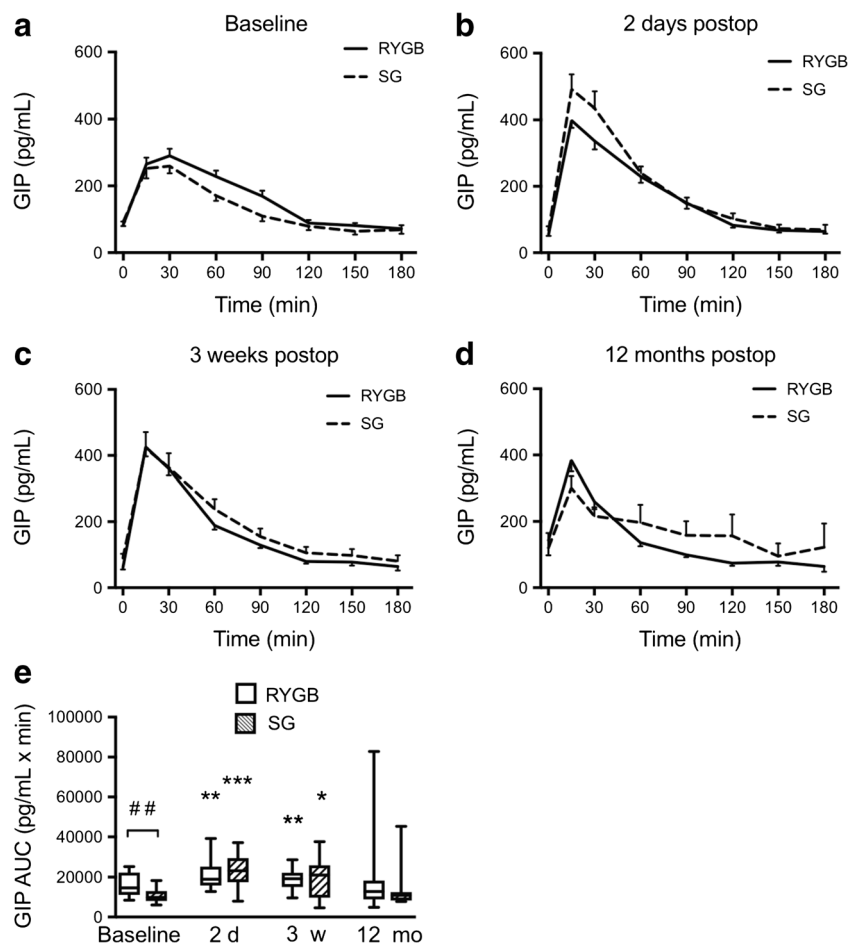 a
Baseline
600
400
200
0
GIP (pg/mL)
RYGB
SG
0 30 60 90 120 150 180
Time (min)
b
2 days postop
600
400
200
0
GIP (pg/mL)
RYGB
SG
0 30 60 90 120 150 180
Time (min)
c
3 weeks postop
600
400
200
0
GIP (pg/mL)
RYGB
SG
0 30 60 90 120 150 180
Time (min)
d
12 months postop
600
400
200
0
GIP (pg/mL)
RYGB
SG
0 30 60 90 120 150 180
Time (min)
e
RYGB
SG
100000
80000
60000
40000
20000
0
GIP AUC (pg/mL x min)
##
**
***
**
*
Baseline 2 d 3 w 12 mo